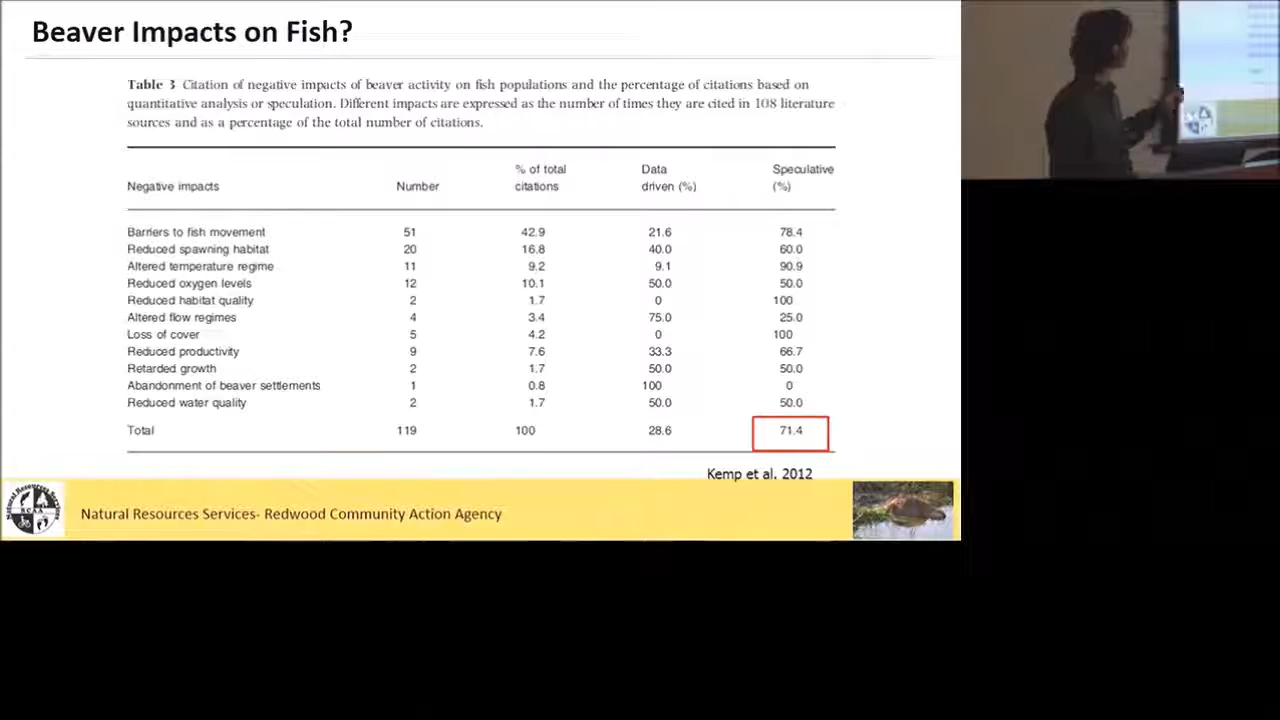 Beaver Impacts on Fish?
Table 3 Citation of negative impacts of beaver activity on fish populations and the percentage of citations based on
quantitative analysis or speculation. Different impacts are expressed as the number of times they are cited in 108 literature
sources and as a percentage of the total number of citations.
Negative impacts Number % of total citations Data driven (%) Speculative (%)
Barriers to fish movement 51 42.9 21.6 78.4
Reduced spawning habitat 20 16.8 40.0 60.0
Altered temperature regime 11 9.2 9.1 90.9
Reduced oxygen levels 12 10.1 50.0 50.0
Reduced habitat quality 2 1.7 0 100
Altered flow regimes 4 3.4 75.0 25.0
Loss of cover 5 4.2 0 100
Reduced productivity 9 7.6 33.3 66.7
Retarded growth 2 1.7 50.0 50.0
Abandonment of beaver settlements 1 0.8 100 0
Reduced water quality 2 1.7 50.0 50.0
Total 119 100 28.6 71.4
Kemp et al. 2012
Natural Resources Services- Redwood Community Action Agency